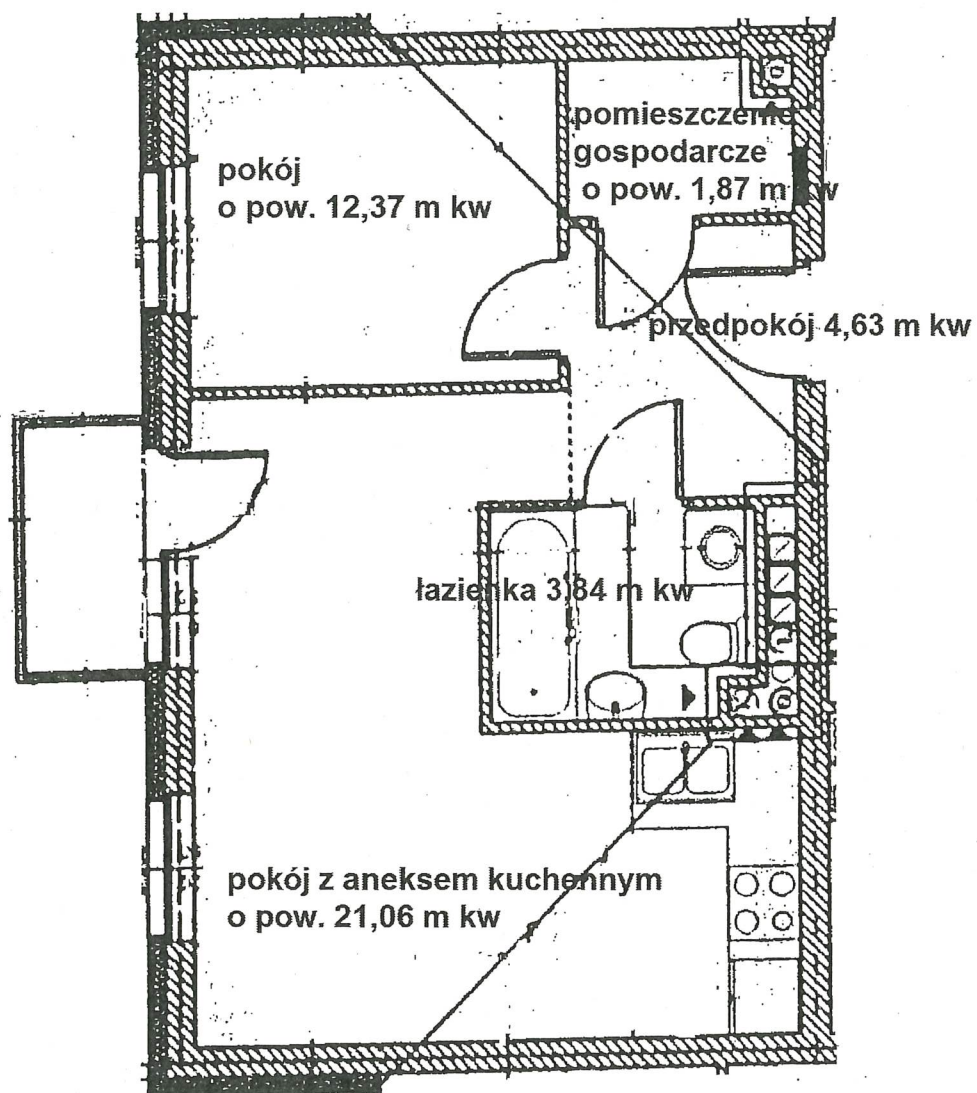 pokój
o pow. 12,37 m kw
pomieszczenie
gospodarcze
o pow. 1,87 m kw
przedpokój 4,63 m kw
łazienka 3,84 m kw
pokój z aneksem kuchennym
o pow. 21,06 m kw